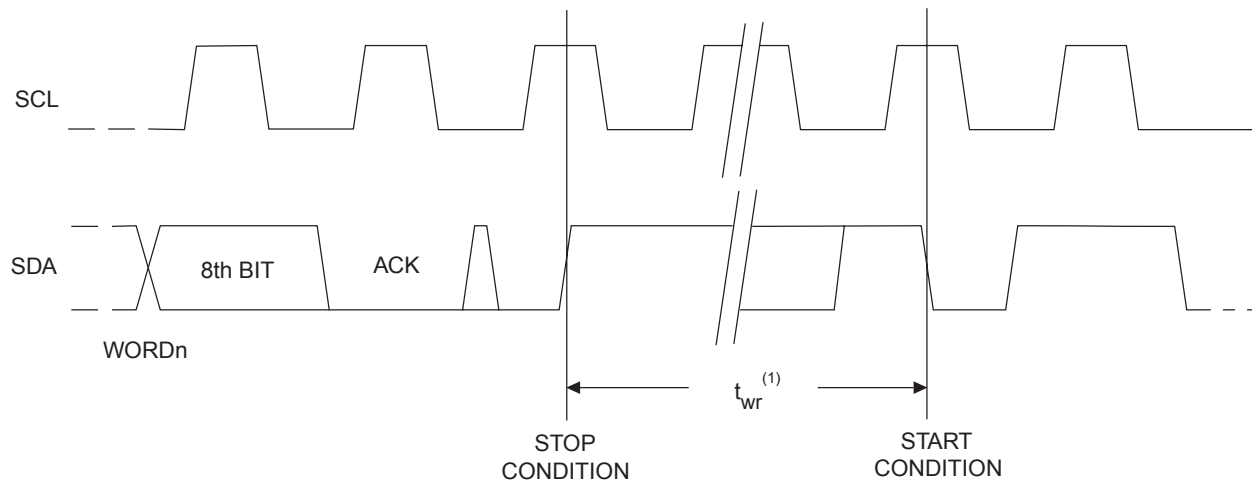 SCL
SDA
8th BIT
ACK
WORDn
twr(1)
STOP
CONDITION
START
CONDITION